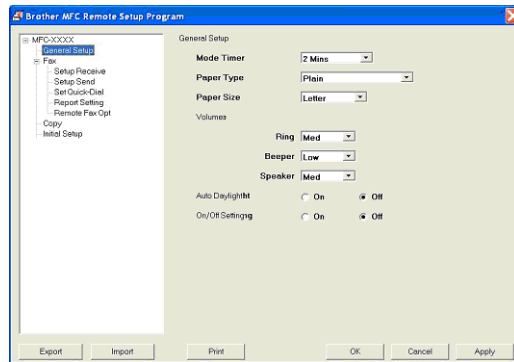 Brother MFC Remote Setup Program
MFC-XXXX
General Setup
Fax
Setup Receive
Setup Send
Set Quick-Dial
Report Setting
Remote Fax Opt
Copy
Initial Setup
General Setup
Mode Timer 2 Mins
Paper Type Plain
Paper Size Letter
Volumes
Ring Med
Beeper Low
Speaker Med
Auto Daylightht On Off
On/Off Settingng On Off
Export Import Print OK Cancel Apply